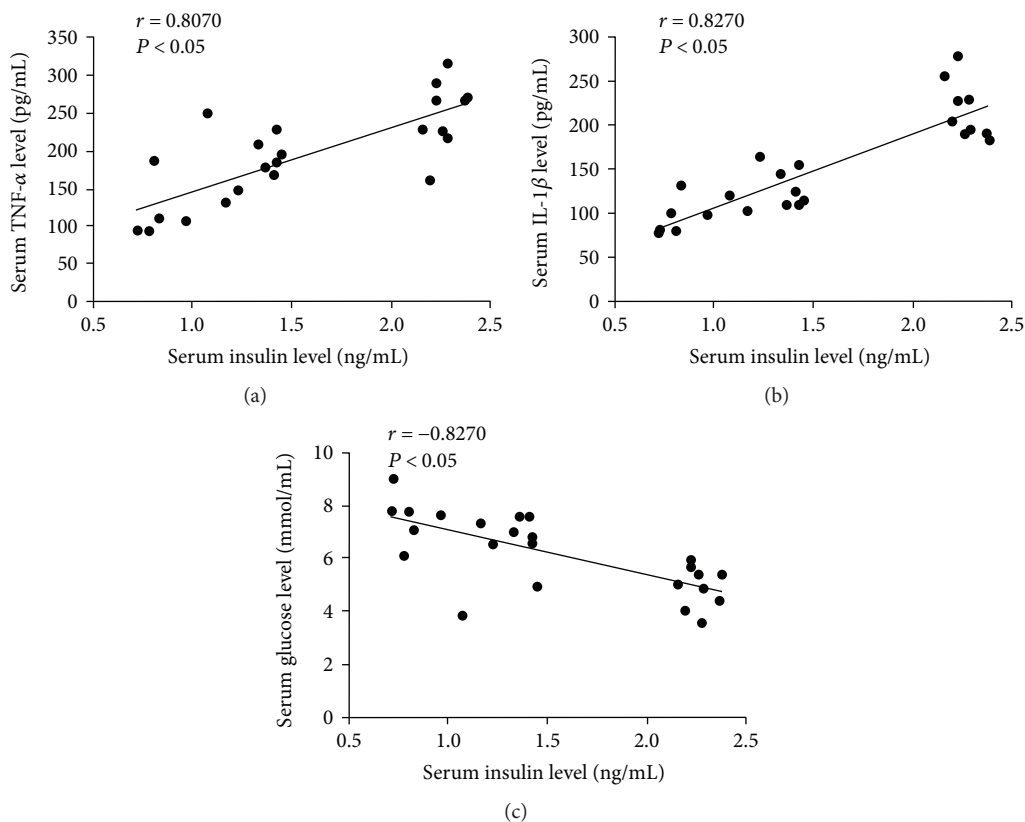 r = 0.8070
P < 0.05
350
300
250
200
150
100
50
0
Serum TNF-α level (pg/mL)
0.5 1.0 1.5 2.0 2.5
Serum insulin level (ng/mL)
(a)
r = 0.8270
P < 0.05
300
250
200
150
100
50
0
Serum IL-1β level (pg/mL)
0.5 1.0 1.5 2.0 2.5
Serum insulin level (ng/mL)
(b)
r = −0.8270
P < 0.05
10
8
6
4
2
0
Serum glucose level (mmol/mL)
0.5 1.0 1.5 2.0 2.5
Serum insulin level (ng/mL)
(c)